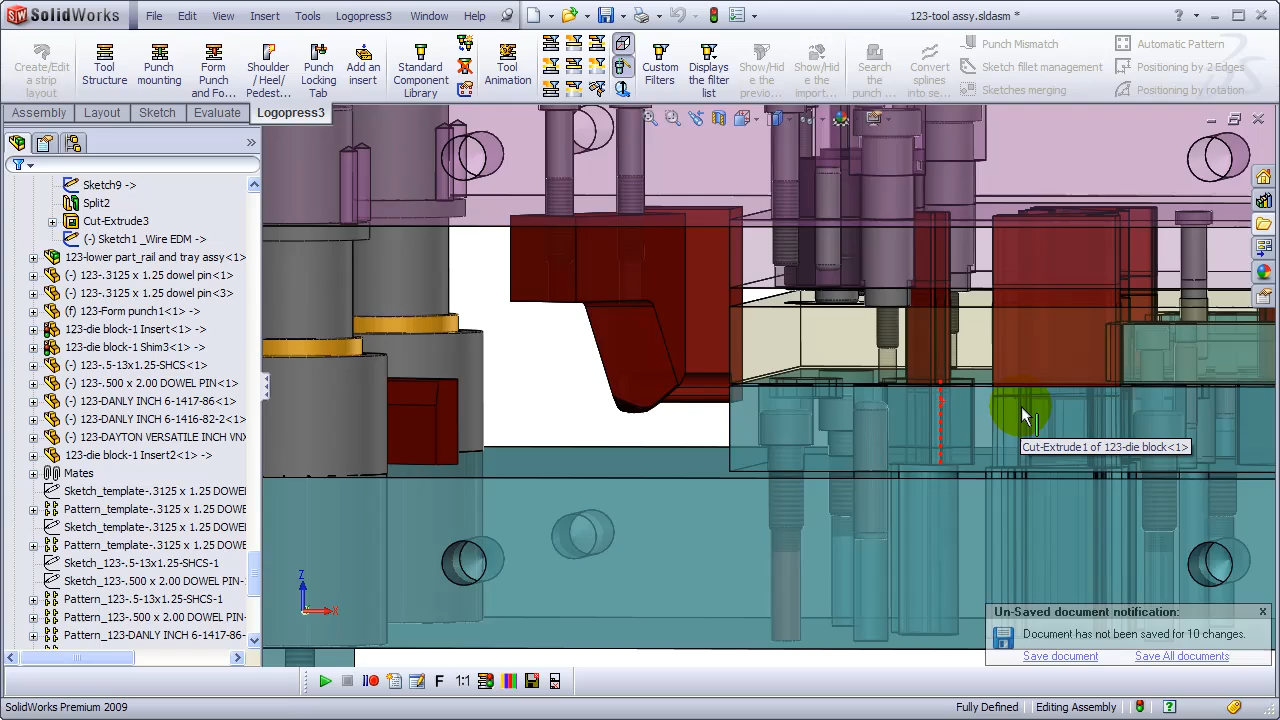 SolidWorks
File
Edit
View
Insert
Tools
Logopress3
Window
Help
123-tool assy.sldasm *
Create/Edit a strip layout
Tool Structure
Punch mounting
Form Punch and Fo...
Shoulder /Heel/ Pedest...
Punch Locking Tab
Add an insert
Standard Component Library
Tool Animation
Custom Filters
Displays the filter list
Show/Hide the previo...
Show/Hide the import...
Search the punch ...
Convert splines into se...
Punch Mismatch
Sketch fillet management
Sketches merging
Automatic Pattern
Positioning by 2 Edges
Positioning by rotation
Assembly
Layout
Sketch
Evaluate
Logopress3
Sketch9 ->
Split2
Cut-Extrude3
(-) Sketch1 _Wire EDM ->
123-lower part_rail and tray assy<1>
(-) 123-.3125 x 1.25 dowel pin<1>
(-) 123-.3125 x 1.25 dowel pin<3>
(f) 123-Form punch1<1> ->
123-die block-1 Insert<1> ->
123-die block-1 Shim3<1> ->
(-) 123-.5-13x1.25-SHCS<1>
(-) 123-.500 x 2.00 DOWEL PIN<1>
(-) 123-DANLY INCH 6-1417-86<1>
(-) 123-DANLY INCH 6-1416-82-2<1>
(-) 123-DAYTON VERSATILE INCH VNX
123-die block-1 Insert2<1> ->
Mates
Sketch_template-.3125 x 1.25 DOWEL
Pattern_template-.3125 x 1.25 DOWE
Sketch_template-.3125 x 1.25 DOWEL
Pattern_template-.3125 x 1.25 DOWE
Sketch_123-.5-13x1.25-SHCS-1
Sketch_123-.500 x 2.00 DOWEL PIN-
Pattern_123-.5-13x1.25-SHCS-1
Pattern_123-.500 x 2.00 DOWEL PIN
Pattern_123-DANLY INCH 6-1417-86-
Cut-Extrude1 of 123-die block<1>
Z
X
Un-Saved document notification:
Document has not been saved for 10 changes.
Save document
Save All documents
F
1:1
SolidWorks Premium 2009
Fully Defined
Editing Assembly